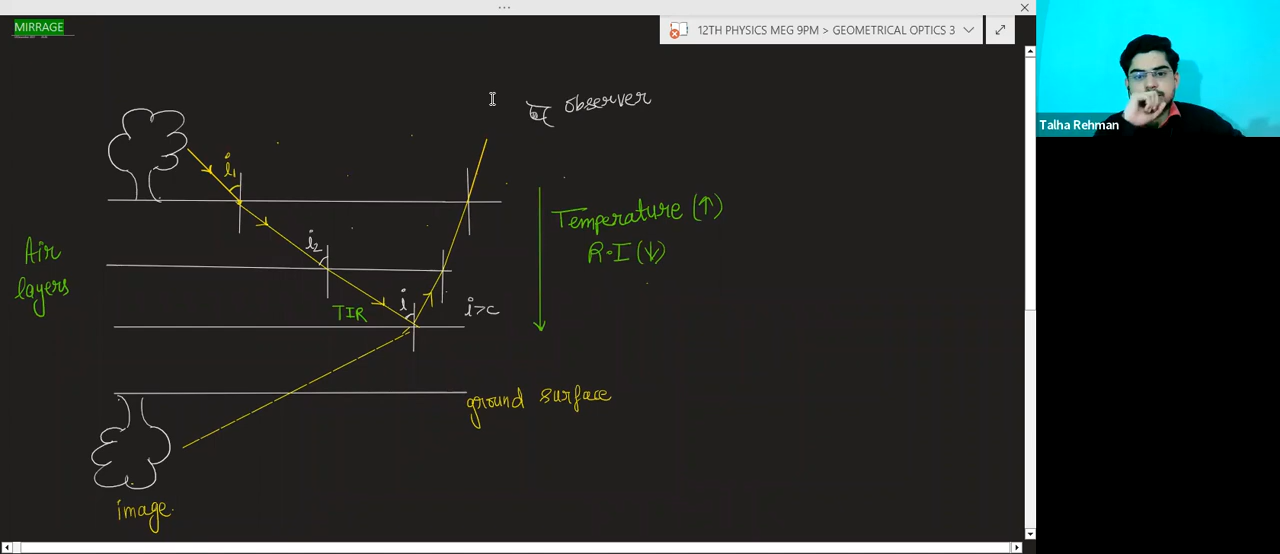 MIRRAGE
12TH PHYSICS MEG 9PM > GEOMETRICAL OPTICS 3
observer
Talha Rehman
i1
Temperature (↑)
R.I (↓)
Air
layers
i2
TIR
i
i>c
ground surface
image.